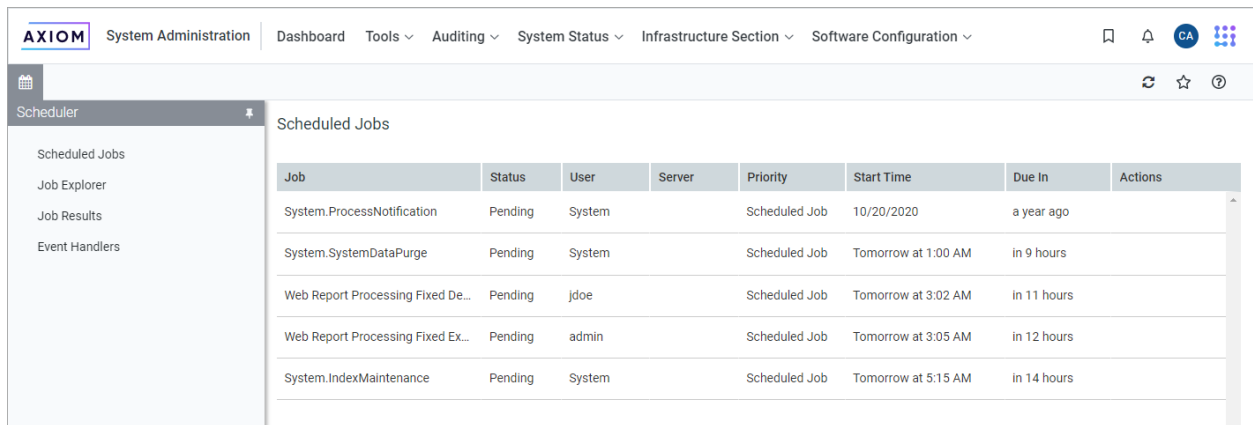 AXIOM System Administration Dashboard Tools Auditing System Status Infrastructure Section Software Configuration CA
Scheduler
Scheduled Jobs
Job Explorer
Job Results
Event Handlers
Scheduled Jobs
Job Status User Server Priority Start Time Due In Actions
System.ProcessNotification Pending System Scheduled Job 10/20/2020 a year ago
System.SystemDataPurge Pending System Scheduled Job Tomorrow at 1:00 AM in 9 hours
Web Report Processing Fixed De... Pending jdoe Scheduled Job Tomorrow at 3:02 AM in 11 hours
Web Report Processing Fixed Ex... Pending admin Scheduled Job Tomorrow at 3:05 AM in 12 hours
System.IndexMaintenance Pending System Scheduled Job Tomorrow at 5:15 AM in 14 hours